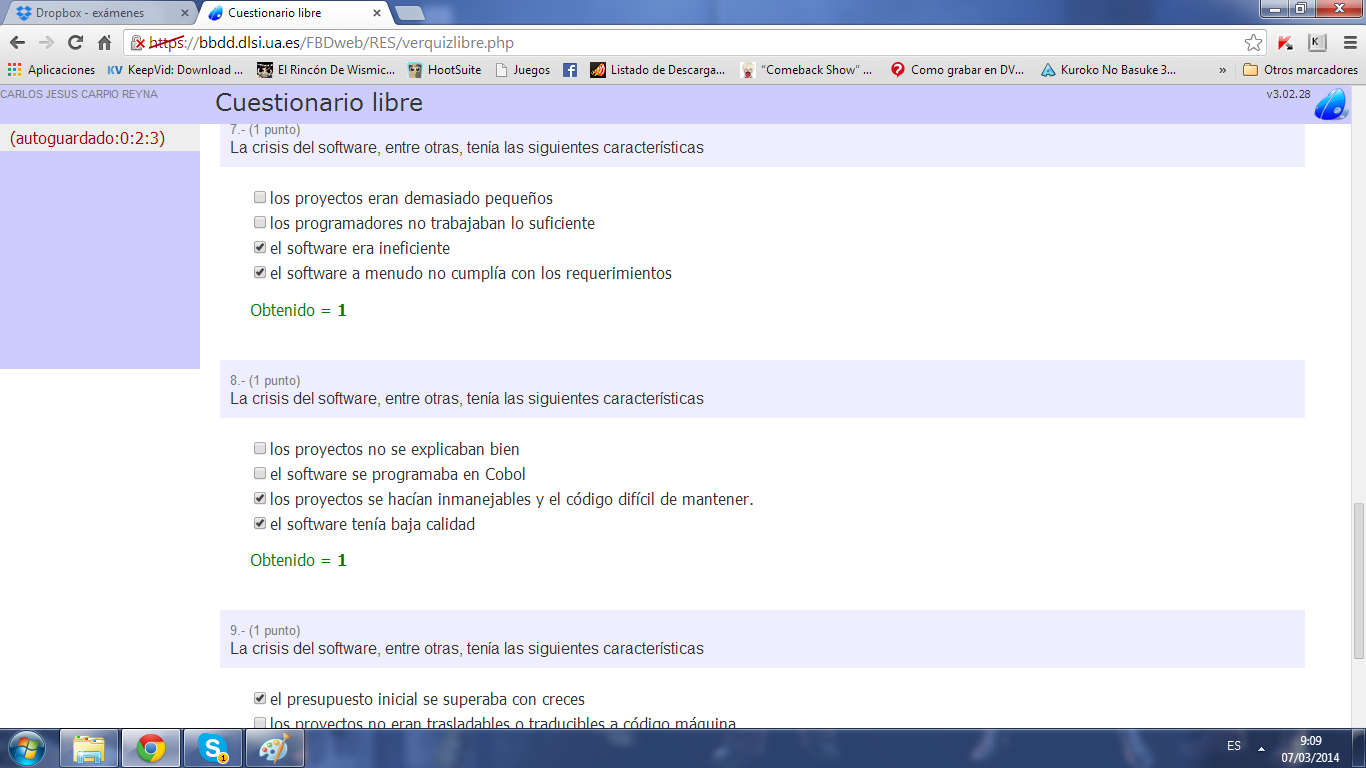 Dropbox - exámenes
Cuestionario libre
https://bbdd.dlsi.ua.es/FBDweb/RES/verquizlibre.php
Aplicaciones KV KeepVid: Download ... El Rincón De Wismic... HootSuite Juegos Listado de Descarga... "Comeback Show" ... Como grabar en DV... Kuroko No Basuke 3... » Otros marcadores
CARLOS JESUS CARPIO REYNA
Cuestionario libre
v3.02.28
(autoguardado:0:2:3)
7.- (1 punto)
La crisis del software, entre otras, tenía las siguientes características
los proyectos eran demasiado pequeños
los programadores no trabajaban lo suficiente
el software era ineficiente
el software a menudo no cumplía con los requerimientos
Obtenido = 1
8.- (1 punto)
La crisis del software, entre otras, tenía las siguientes características
los proyectos no se explicaban bien
el software se programaba en Cobol
los proyectos se hacían inmanejables y el código difícil de mantener.
el software tenía baja calidad
Obtenido = 1
9.- (1 punto)
La crisis del software, entre otras, tenía las siguientes características
el presupuesto inicial se superaba con creces
los proyectos no eran trasladables o traducibles a código máquina
ES
9:09
07/03/2014